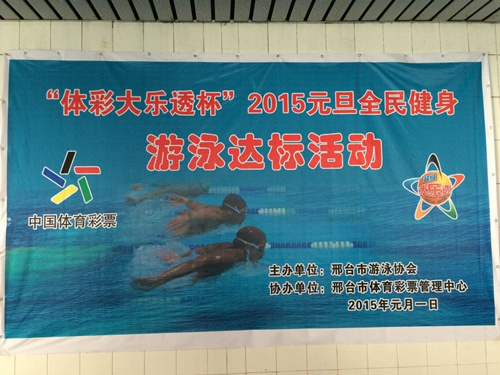 “体彩大乐透杯”2015元旦全民健身
游泳达标活动
中国体育彩票
主办单位：邢台市游泳协会
协办单位：邢台市体育彩票管理中心
2015年元月一日